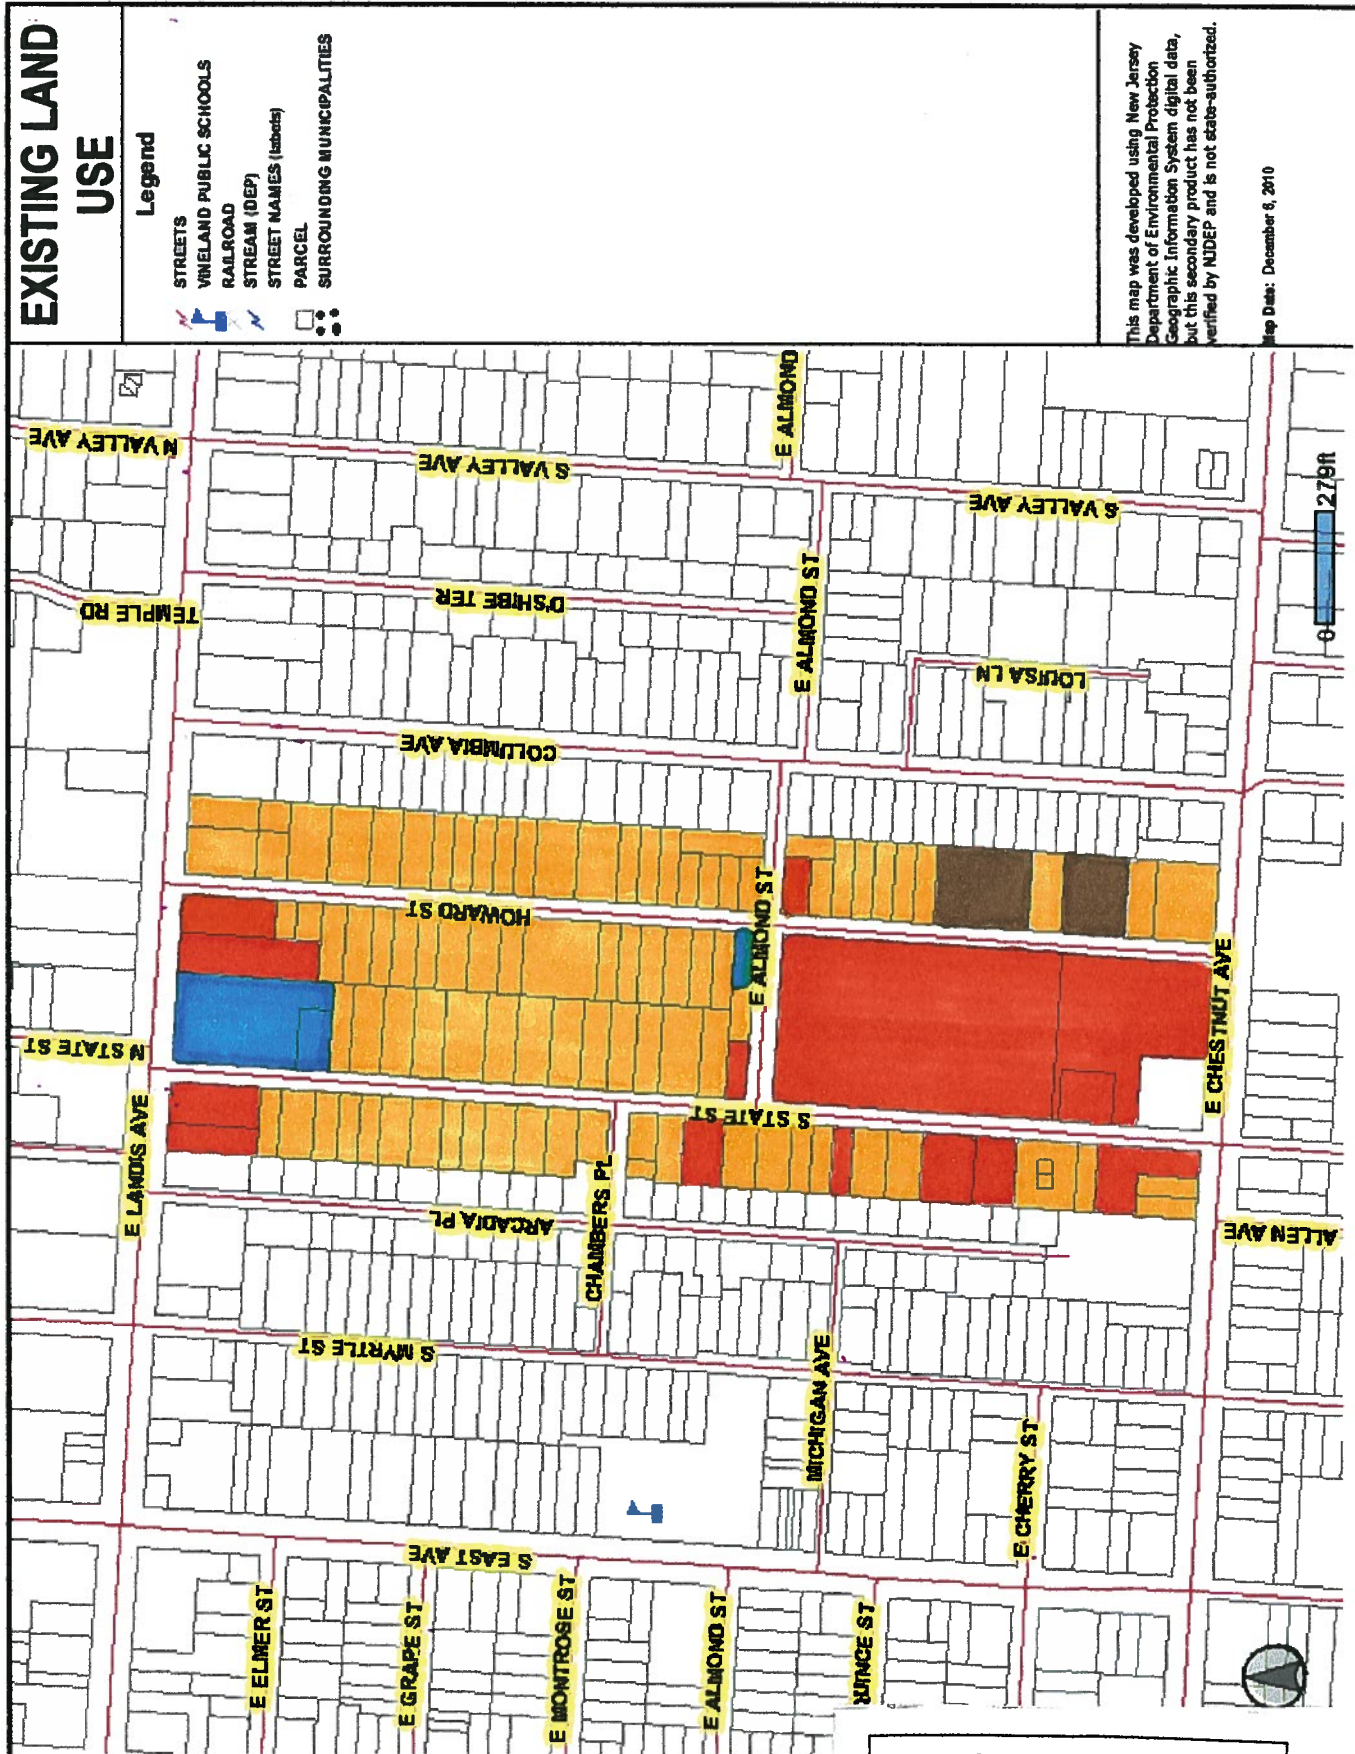 EXISTING LAND
USE
Legend
STREETS
VINELAND PUBLIC SCHOOLS
RAILROAD
STREAM (DEP)
STREET NAMES (labels)
PARCEL
SURROUNDING MUNICIPALITIES
This map was developed using New Jersey
Department of Environmental Protection
Geographic Information System digital data,
but this secondary product has not been
verified by NJDEP and is not state-authorized.
Map Date: December 6, 2010
N VALLEY AVE
S VALLEY AVE
E ALMOND
S VALLEY AVE
TEMPLE RD
D'SHIBE TER
E ALMOND ST
LOUISA LN
0
279ft
COLUMBIA AVE
HOWARD ST
E ALMOND ST
N STATE ST
E LANDIS AVE
S STATE ST
E CHESTNUT AVE
ARCADIA PL
CHAMBERS PL
ALLEN AVE
S MYRTLE ST
MICHIGAN AVE
E CHERRY ST
S EAST AVE
E ELMER ST
E GRAPE ST
E MONTROSE ST
E ALMOND ST